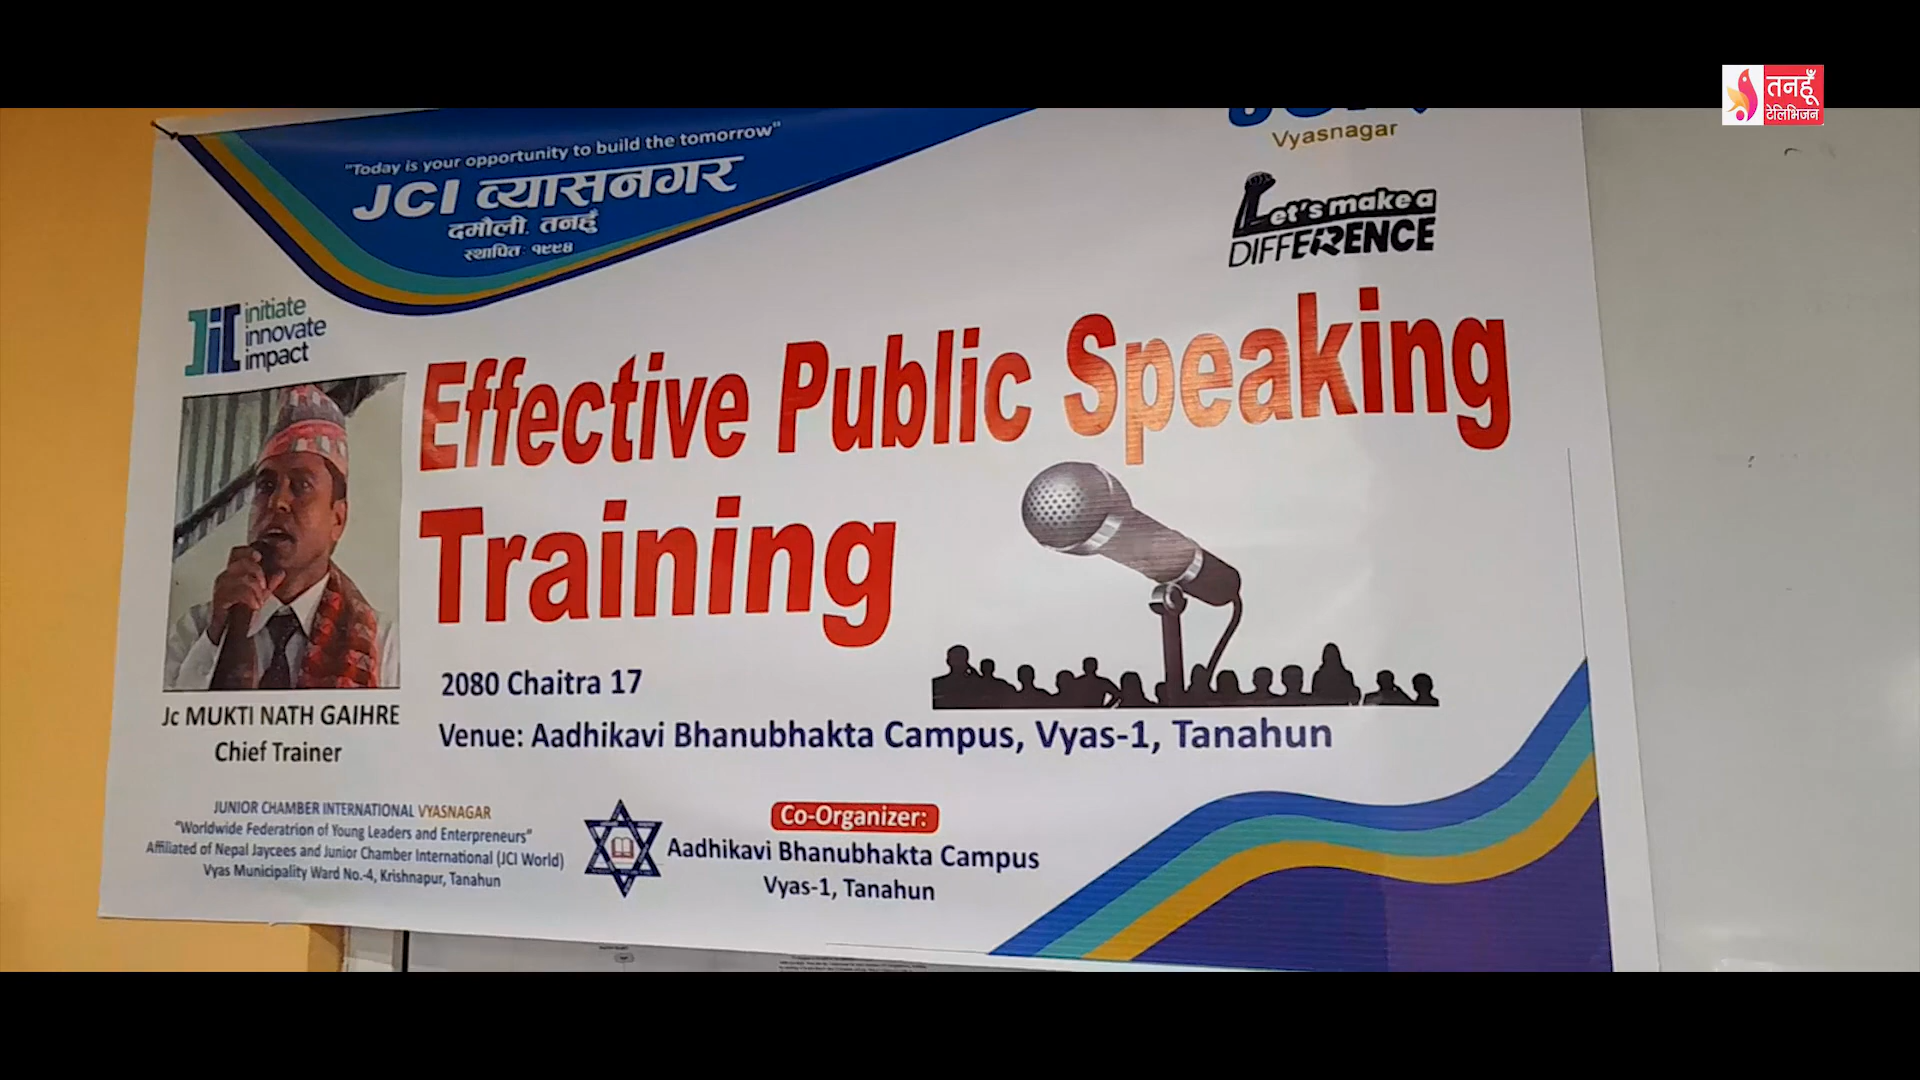 तनहूँ
टेलिभिजन
"Today is your opportunity to build the tomorrow"
JCI व्यासनगर
दमौली, तनहुँ
स्थापितः १९९४
Vyasnagar
Let's make a
DIFFERENCE
initiate
innovate
impact
Effective Public Speaking
Training
2080 Chaitra 17
Venue: Aadhikavi Bhanubhakta Campus, Vyas-1, Tanahun
Jc MUKTI NATH GAIHRE
Chief Trainer
JUNIOR CHAMBER INTERNATIONAL VYASNAGAR
"Worldwide Federatrion of Young Leaders and Enterpreneurs"
Affiliated of Nepal Jaycees and Junior Chamber International (JCI World)
Vyas Municipality Ward No.-4, Krishnapur, Tanahun
Co-Organizer:
Aadhikavi Bhanubhakta Campus
Vyas-1, Tanahun